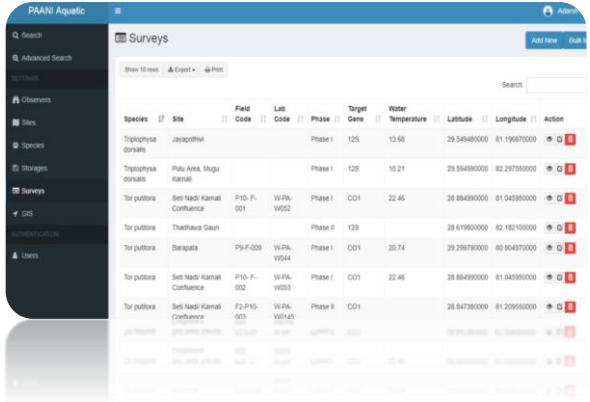 PAANI Aquatic
Search
Advanced Search
SETTINGS
Observers
Sites
Species
Storages
Surveys
GIS
AUTHENTICATION
Users
Surveys
Add New
Show 10 rows Export Print
Search:
Species Site Field Code Lab Code Phase Target Gene Water Temperature Latitude Longitude Action
Triplophysa dorsalis Jayaprithivi Phase I 12S 13.68 29.549480000 81.196870000
Triplophysa dorsalis Pulu Area, Mugu Karnali Phase I 12S 10.21 29.594990000 82.297550000
Tor putitora Seti Nadi/ Karnali Confluence P10- F-001 W-PA-W052 Phase I CO1 22.46 28.884990000 81.045950000
Tor putitora Thadhawa Gaun Phase II 12S 28.619800000 82.182100000
Tor putitora Barapata P9-F-009 W-PA-W044 Phase I CO1 20.74 29.299780000 80.804970000
Tor putitora Seti Nadi/ Karnali Confluence P10- F-002 W-PA-W053 Phase I CO1 22.46 28.884990000 81.045950000
Tor putitora Seti Nadi/ Karnali Confluence F2-P10-003 W-PA-W0145 Phase II CO1 28.847380000 81.209550000